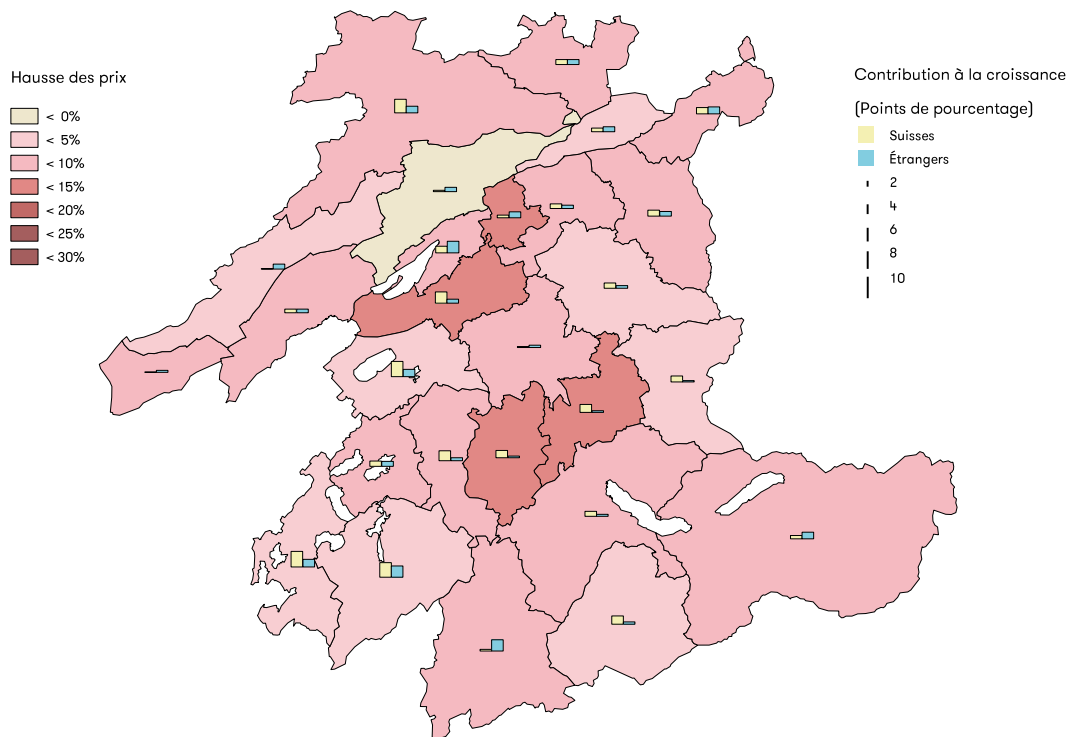 Hausse des prix
< 0%
< 5%
< 10%
< 15%
< 20%
< 25%
< 30%
Contribution à la croissance
(Points de pourcentage)
Suisses
Étrangers
2
4
6
8
10